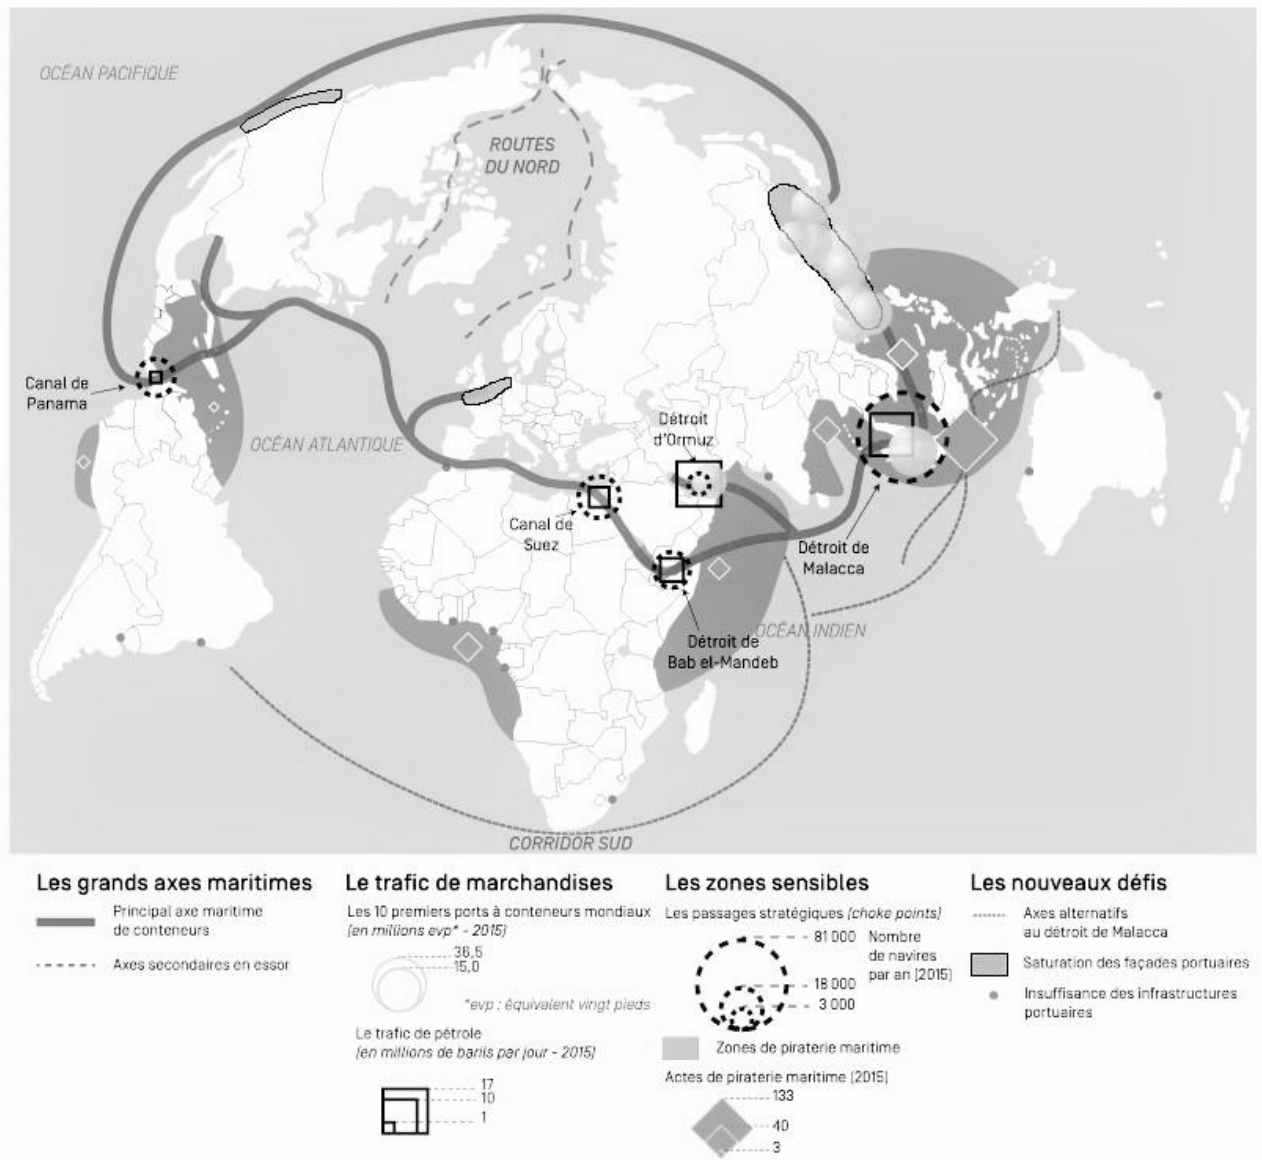 OCÉAN PACIFIQUE
ROUTES
DU NORD
Canal de
Panama
OCÉAN ATLANTIQUE
Détroit
d'Ormuz
Canal de
Suez
Détroit de
Malacca
OCÉAN INDIEN
Détroit de
Bab el-Mandeb
CORRIDOR SUD
Les grands axes maritimes
Principal axe maritime
de conteneurs
Axes secondaires en essor
Le trafic de marchandises
Les 10 premiers ports à conteneurs mondiaux
(en millions evp* - 2015)
36,5
15,0
*evp : équivalent vingt pieds
Le trafic de pétrole
(en millions de barils par jour - 2015)
17
10
1
Les zones sensibles
Les passages stratégiques (choke points)
81 000
Nombre
de navires
par an (2015)
18 000
3 000
Zones de piraterie maritime
Actes de piraterie maritime (2015)
133
40
3
Les nouveaux défis
Axes alternatifs
au détroit de Malacca
Saturation des façades portuaires
Insuffisance des infrastructures
portuaires